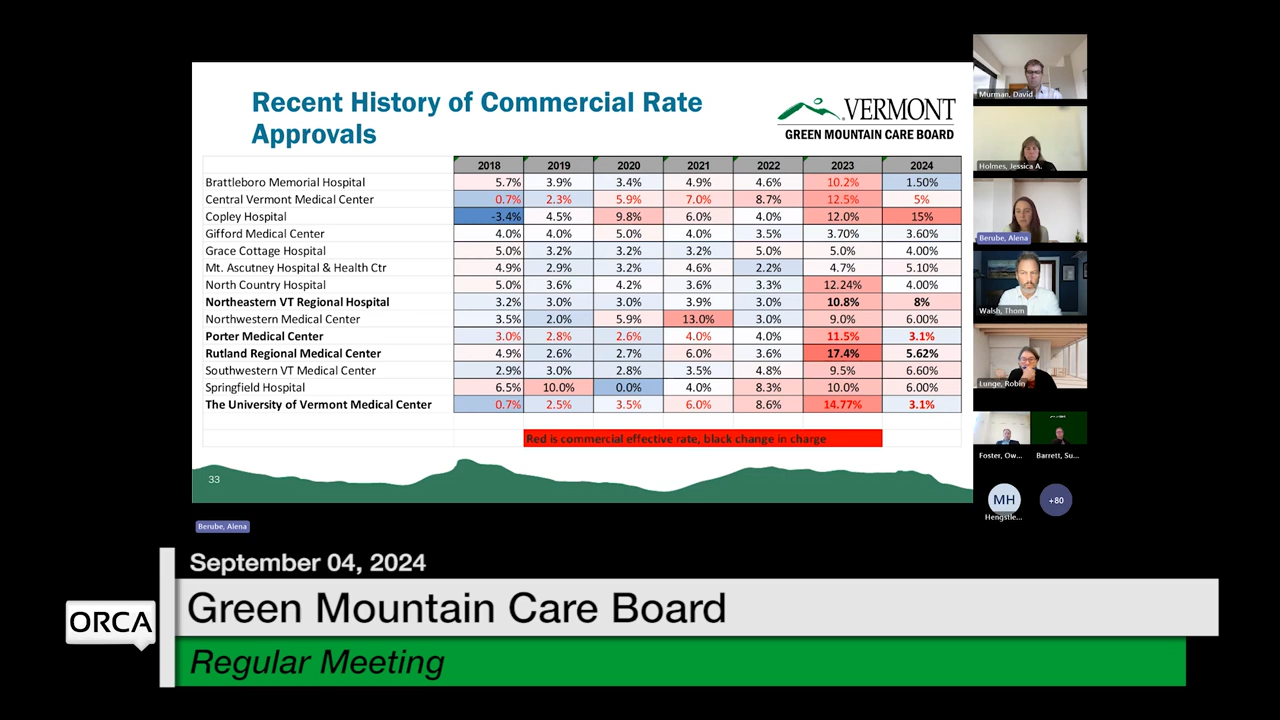 Recent History of Commercial Rate
Approvals
VERMONT
GREEN MOUNTAIN CARE BOARD
2018 2019 2020 2021 2022 2023 2024
Brattleboro Memorial Hospital 5.7% 3.9% 3.4% 4.9% 4.6% 10.2% 1.50%
Central Vermont Medical Center 0.7% 2.3% 5.9% 7.0% 8.7% 12.5% 5%
Copley Hospital -3.4% 4.5% 9.8% 6.0% 4.0% 12.0% 15%
Gifford Medical Center 4.0% 4.0% 5.0% 4.0% 3.5% 3.70% 3.60%
Grace Cottage Hospital 5.0% 3.2% 3.2% 3.2% 5.0% 5.0% 4.00%
Mt. Ascutney Hospital & Health Ctr 4.9% 2.9% 3.2% 4.6% 2.2% 4.7% 5.10%
North Country Hospital 5.0% 3.6% 4.2% 3.6% 3.3% 12.24% 4.00%
Northeastern VT Regional Hospital 3.2% 3.0% 3.0% 3.9% 3.0% 10.8% 8%
Northwestern Medical Center 3.5% 2.0% 5.9% 13.0% 3.0% 9.0% 6.00%
Porter Medical Center 3.0% 2.8% 2.6% 4.0% 4.0% 11.5% 3.1%
Rutland Regional Medical Center 4.9% 2.6% 2.7% 6.0% 3.6% 17.4% 5.62%
Southwestern VT Medical Center 2.9% 3.0% 2.8% 3.5% 4.8% 9.5% 6.60%
Springfield Hospital 6.5% 10.0% 0.0% 4.0% 8.3% 10.0% 6.00%
The University of Vermont Medical Center 0.7% 2.5% 3.5% 6.0% 8.6% 14.77% 3.1%
Red is commercial effective rate, black change in charge
33
Murman, David
Holmes, Jessica A.
Berube, Alena
Walsh, Thom
Lunge, Robin
Foster, Ow... Barrett, Su...
MH +80
Hengstle...
Berube, Alena
September 04, 2024
ORCA
Green Mountain Care Board
Regular Meeting